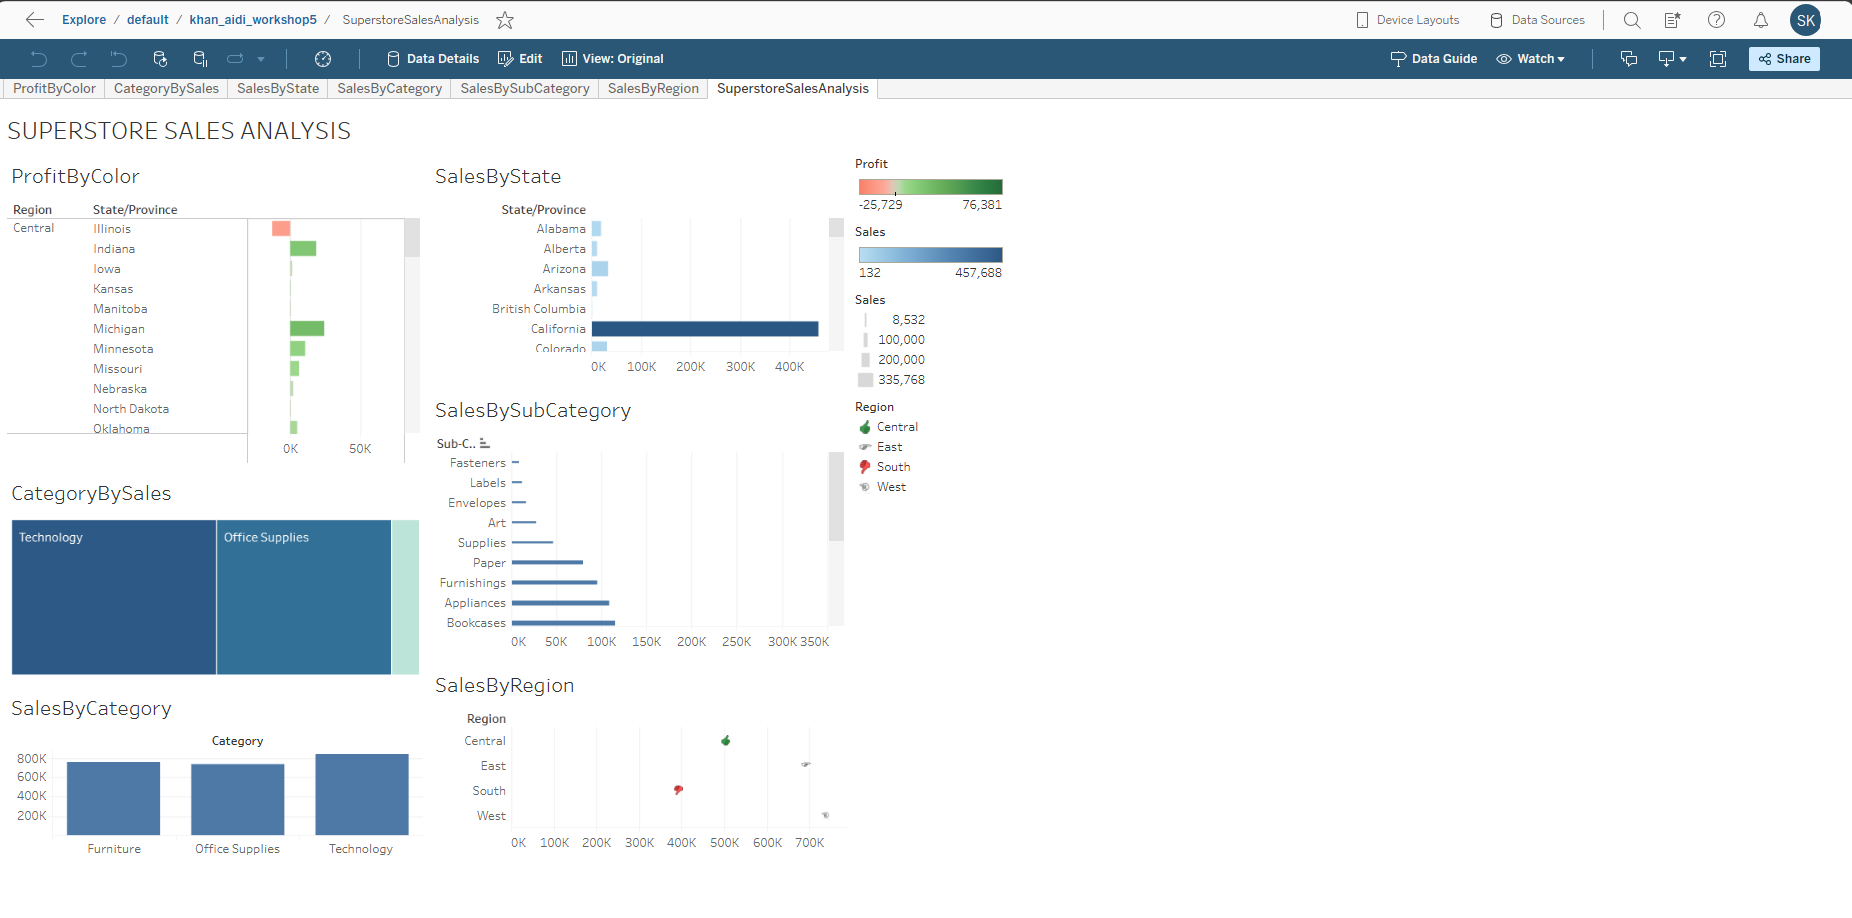 Explore / default / khan_aidi_workshop5 / SuperstoreSalesAnalysis
Device Layouts
Data Sources
SK
Data Details
Edit
View: Original
Data Guide
Watch
Share
ProfitByColor
CategoryBySales
SalesByState
SalesByCategory
SalesBySubCategory
SalesByRegion
SuperstoreSalesAnalysis
SUPERSTORE SALES ANALYSIS
ProfitByColor
Region State/Province
Central Illinois
Indiana
Iowa
Kansas
Manitoba
Michigan
Minnesota
Missouri
Nebraska
North Dakota
Oklahoma
0K 50K
CategoryBySales
Technology
Office Supplies
SalesByCategory
Category
800K
600K
400K
200K
Furniture Office Supplies Technology
SalesByState
State/Province
Alabama
Alberta
Arizona
Arkansas
British Columbia
California
Colorado
0K 100K 200K 300K 400K
SalesBySubCategory
Sub-C..
Fasteners
Labels
Envelopes
Art
Supplies
Paper
Furnishings
Appliances
Bookcases
0K 50K 100K 150K 200K 250K 300K 350K
SalesByRegion
Region
Central
East
South
West
0K 100K 200K 300K 400K 500K 600K 700K
Profit
-25,729 76,381
Sales
132 457,688
Sales
8,532
100,000
200,000
335,768
Region
Central
East
South
West